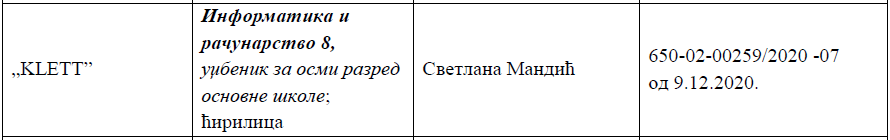 „KLETT”
Информатика и
рачунарство 8,
уџбеник за осми разред
основне школе;
ћирилица
Светлана Мандић
650-02-00259/2020 -07
од 9.12.2020.